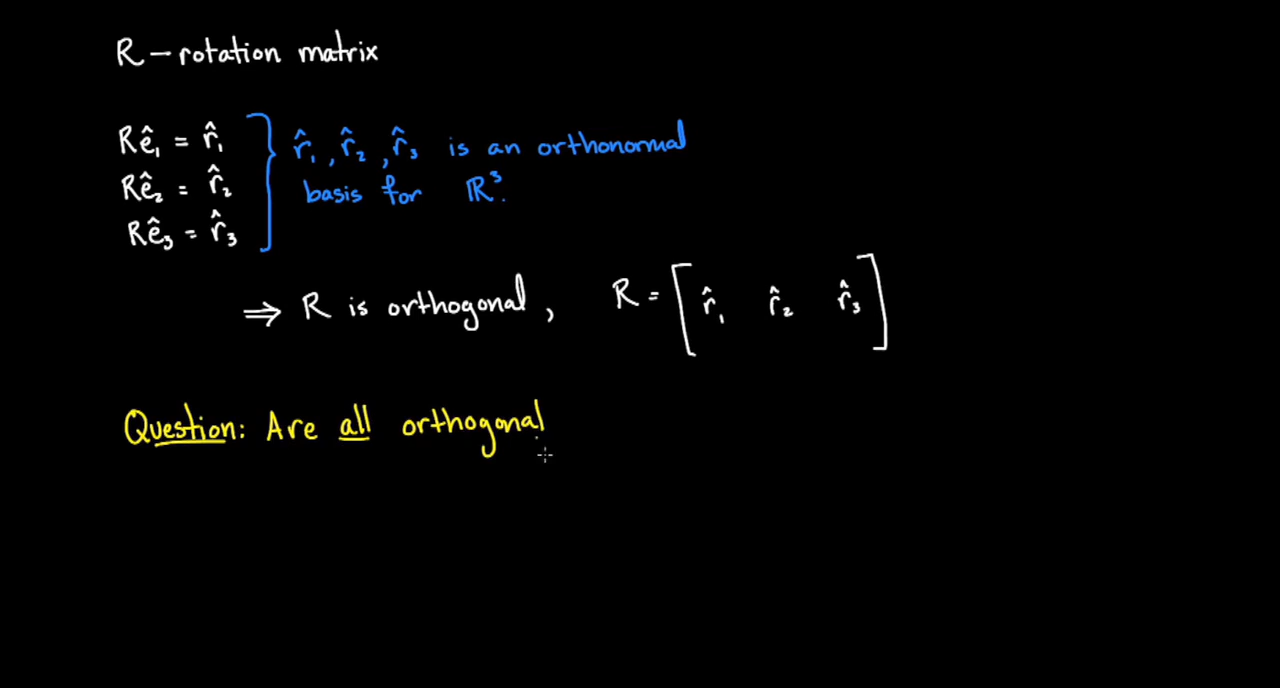 R – rotation matrix
Rê₁ = r̂₁
Rê₂ = r̂₂
Rê₃ = r̂₃
r̂₁, r̂₂, r̂₃ is an orthonormal
basis for ℝ³.
⇒ R is orthogonal, R = [r̂₁ r̂₂ r̂₃]
Question: Are all orthogonal